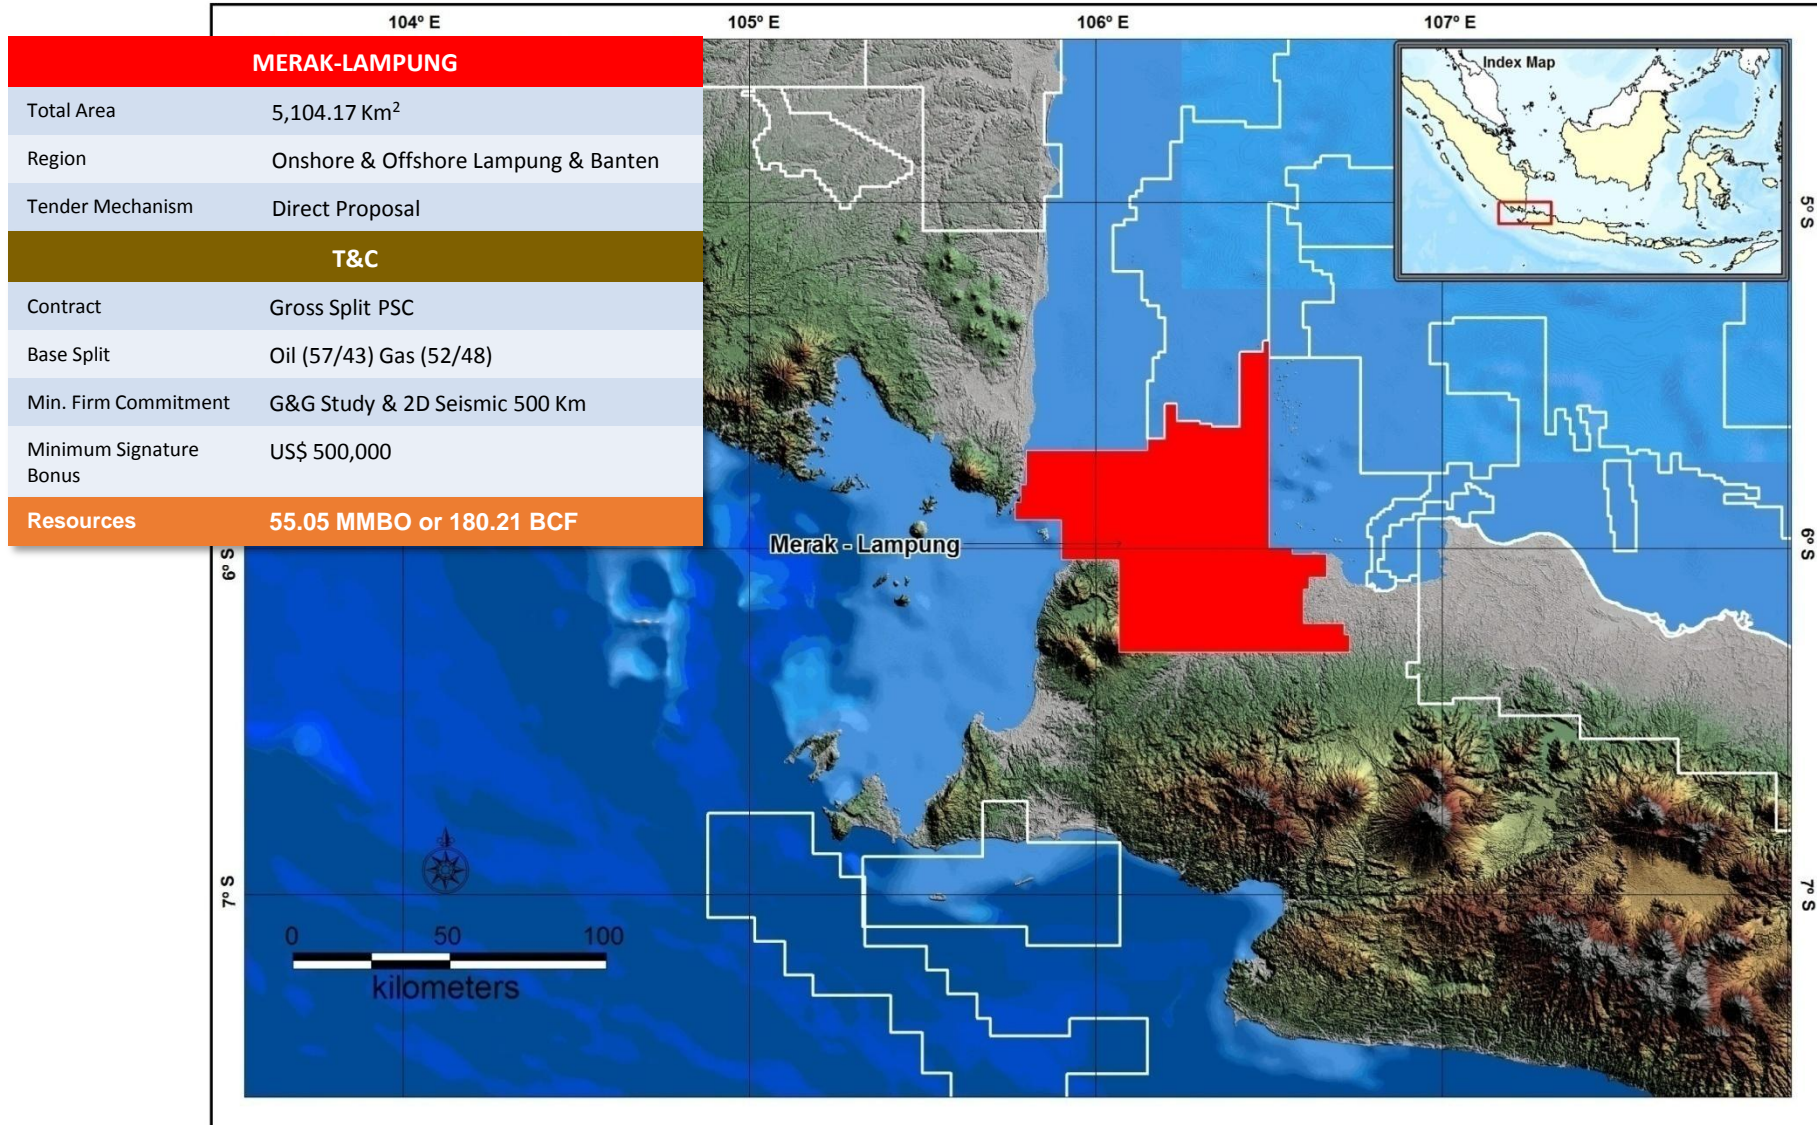 104° E
105° E
106° E
107° E
MERAK-LAMPUNG
Total Area 5,104.17 Km²
Region Onshore & Offshore Lampung & Banten
Tender Mechanism Direct Proposal
T&C
Contract Gross Split PSC
Base Split Oil (57/43) Gas (52/48)
Min. Firm Commitment G&G Study & 2D Seismic 500 Km
Minimum Signature
Bonus
US$ 500,000
Resources 55.05 MMBO or 180.21 BCF
Index Map
5° S
Merak - Lampung
6° S
6° S
7° S
7° S
0 50 100
kilometers